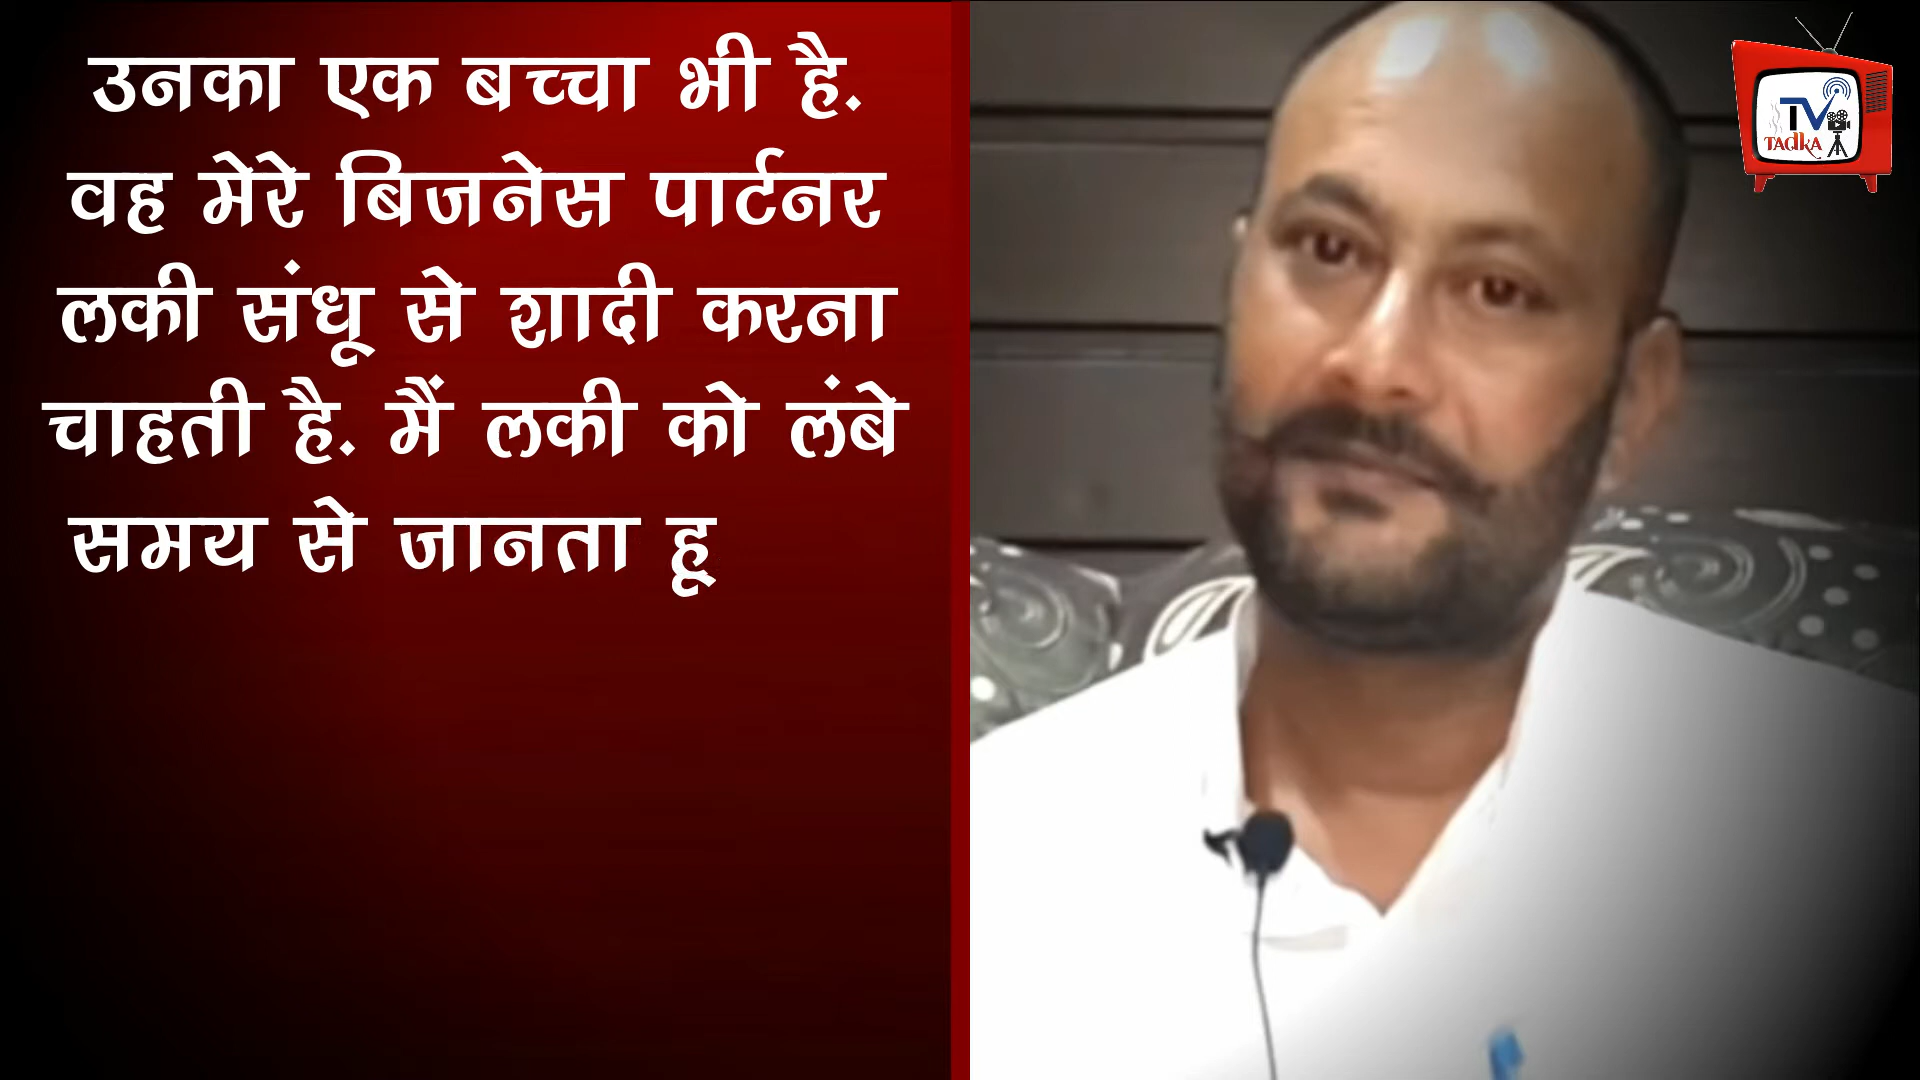 उनका एक बच्चा भी है.
वह मेरे बिजनेस पार्टनर
लकी संधू से शादी करना
चाहती है. मैं लकी को लंबे
समय से जानता हू
TV
TADKA